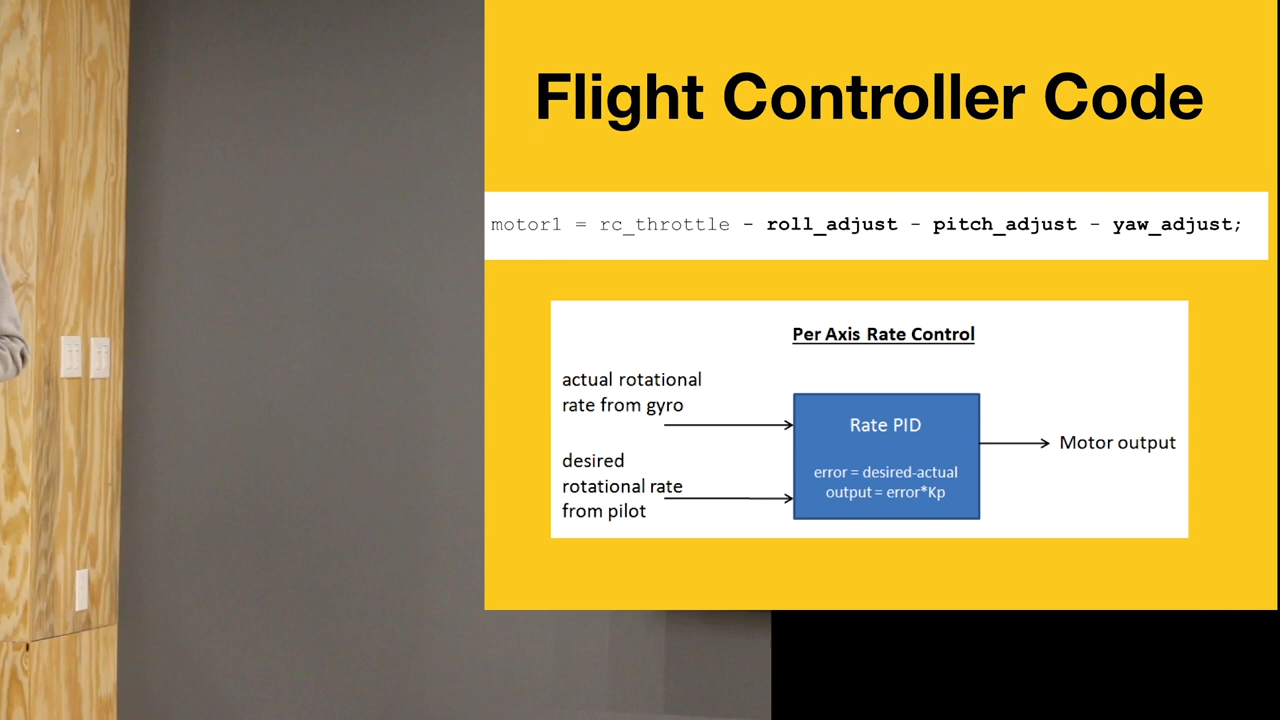 Flight Controller Code
motor1 = rc_throttle - roll_adjust - pitch_adjust - yaw_adjust;
Per Axis Rate Control
actual rotational
rate from gyro
desired
rotational rate
from pilot
Rate PID
error = desired-actual
output = error*Kp
Motor output